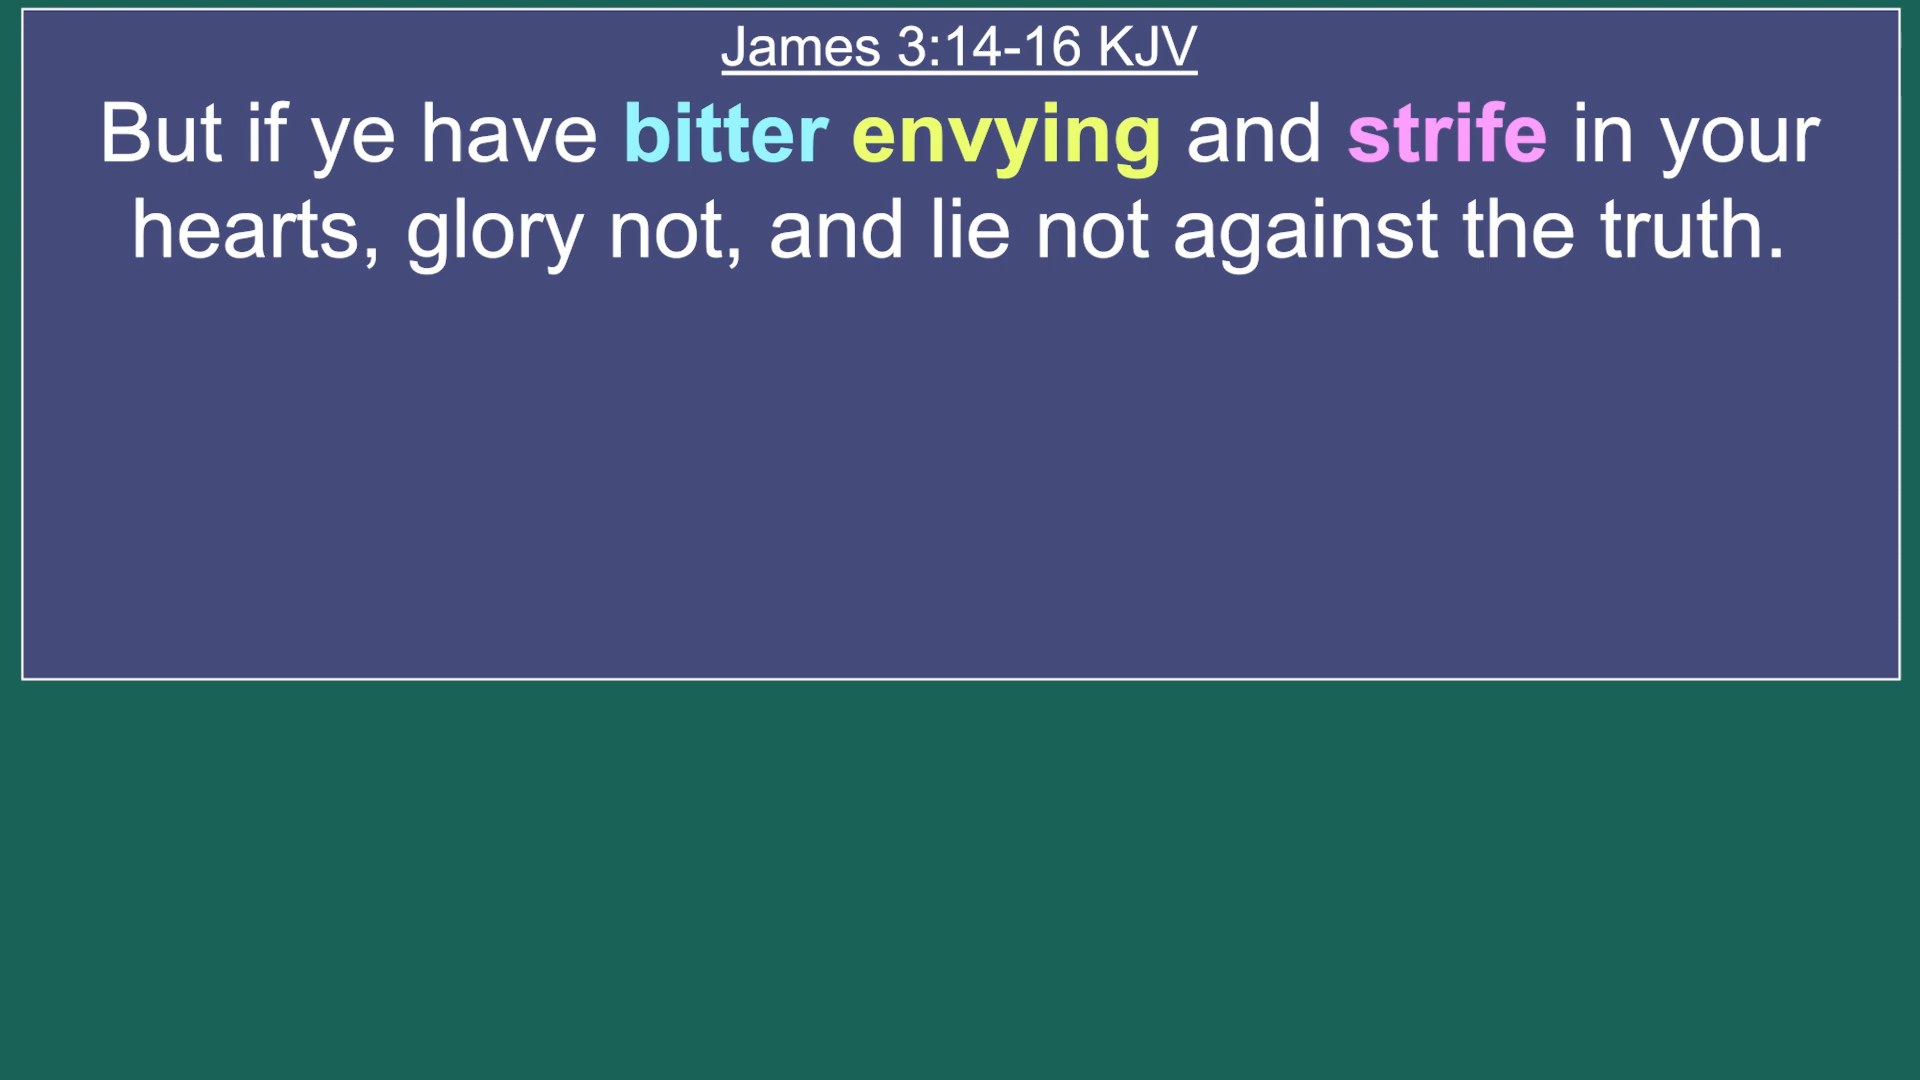 James 3:14-16 KJV
But if ye have bitter envying and strife in your
hearts, glory not, and lie not against the truth.